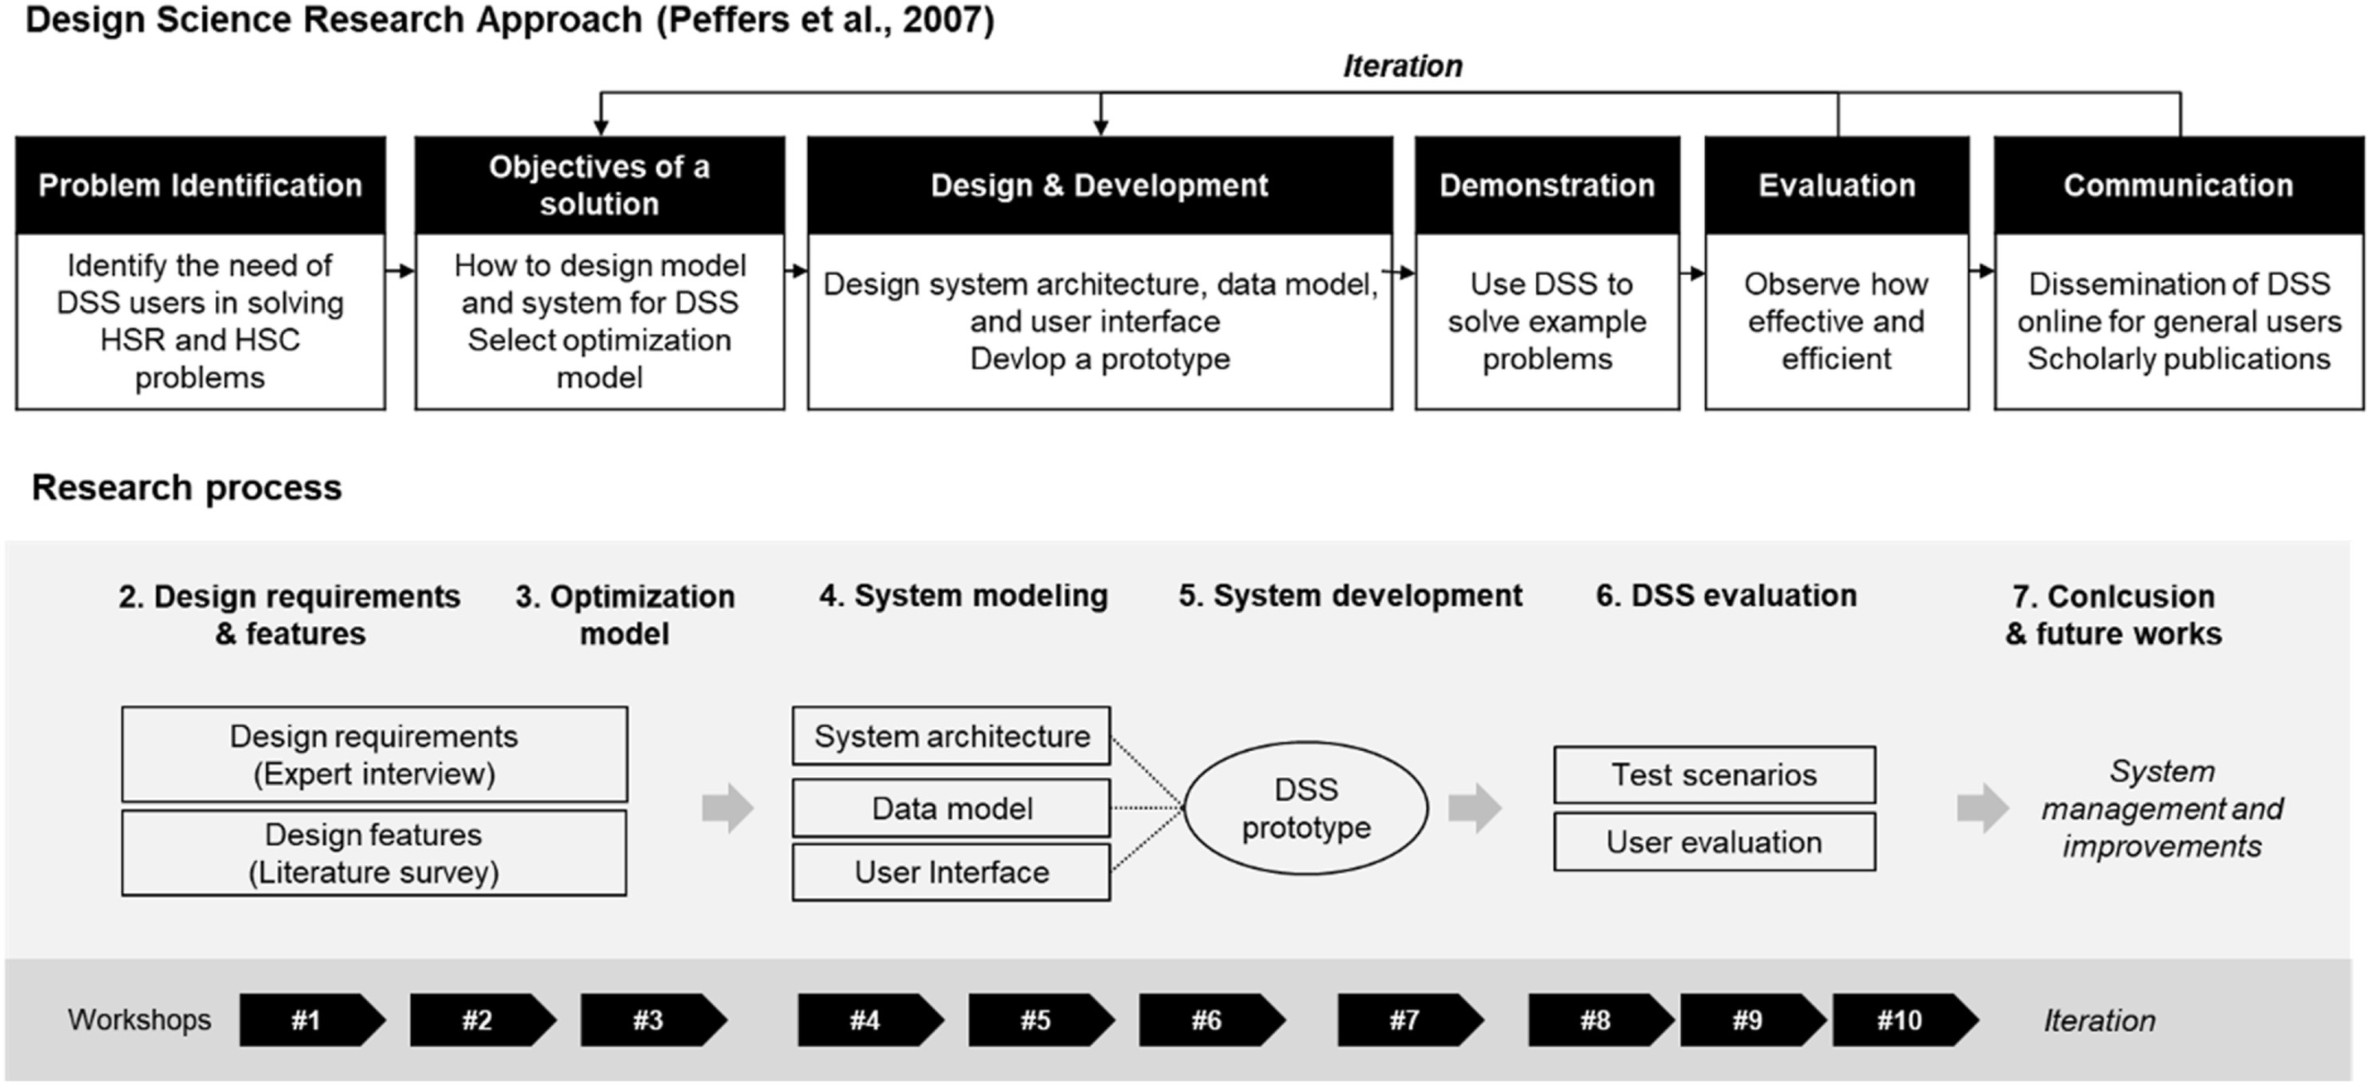 Design Science Research Approach (Peffers et al., 2007)
Iteration
Problem Identification
Identify the need of
DSS users in solving
HSR and HSC
problems
Objectives of a
solution
How to design model
and system for DSS
Select optimization
model
Design & Development
Design system architecture, data model,
and user interface
Devlop a prototype
Demonstration
Use DSS to
solve example
problems
Evaluation
Observe how
effective and
efficient
Communication
Dissemination of DSS
online for general users
Scholarly publications
Research process
2. Design requirements
& features
3. Optimization
model
4. System modeling
5. System development
6. DSS evaluation
7. Conlcusion
& future works
Design requirements
(Expert interview)
Design features
(Literature survey)
System architecture
Data model
User Interface
DSS
prototype
Test scenarios
User evaluation
System
management and
improvements
Workshops
#1
#2
#3
#4
#5
#6
#7
#8
#9
#10
Iteration